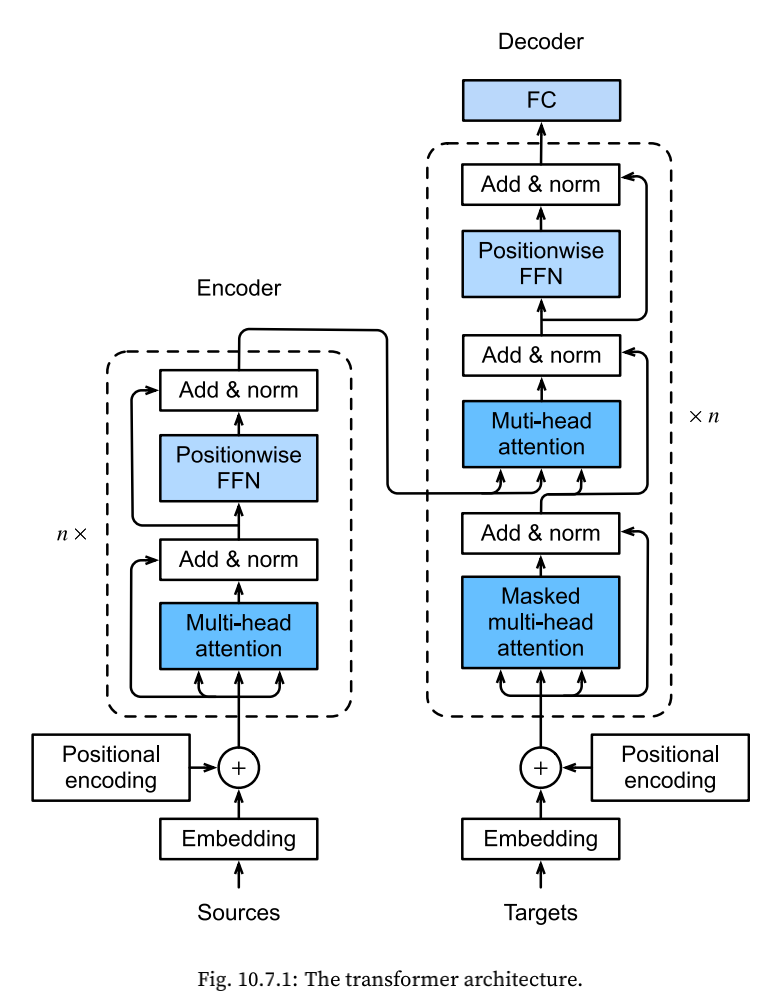 Decoder
FC
Add & norm
Positionwise
FFN
Add & norm
Muti-head
attention
× n
Add & norm
Masked
multi-head
attention
Positional
encoding
+
Embedding
Targets
Encoder
Add & norm
Positionwise
FFN
n ×
Add & norm
Multi-head
attention
Positional
encoding
+
Embedding
Sources
Fig. 10.7.1: The transformer architecture.